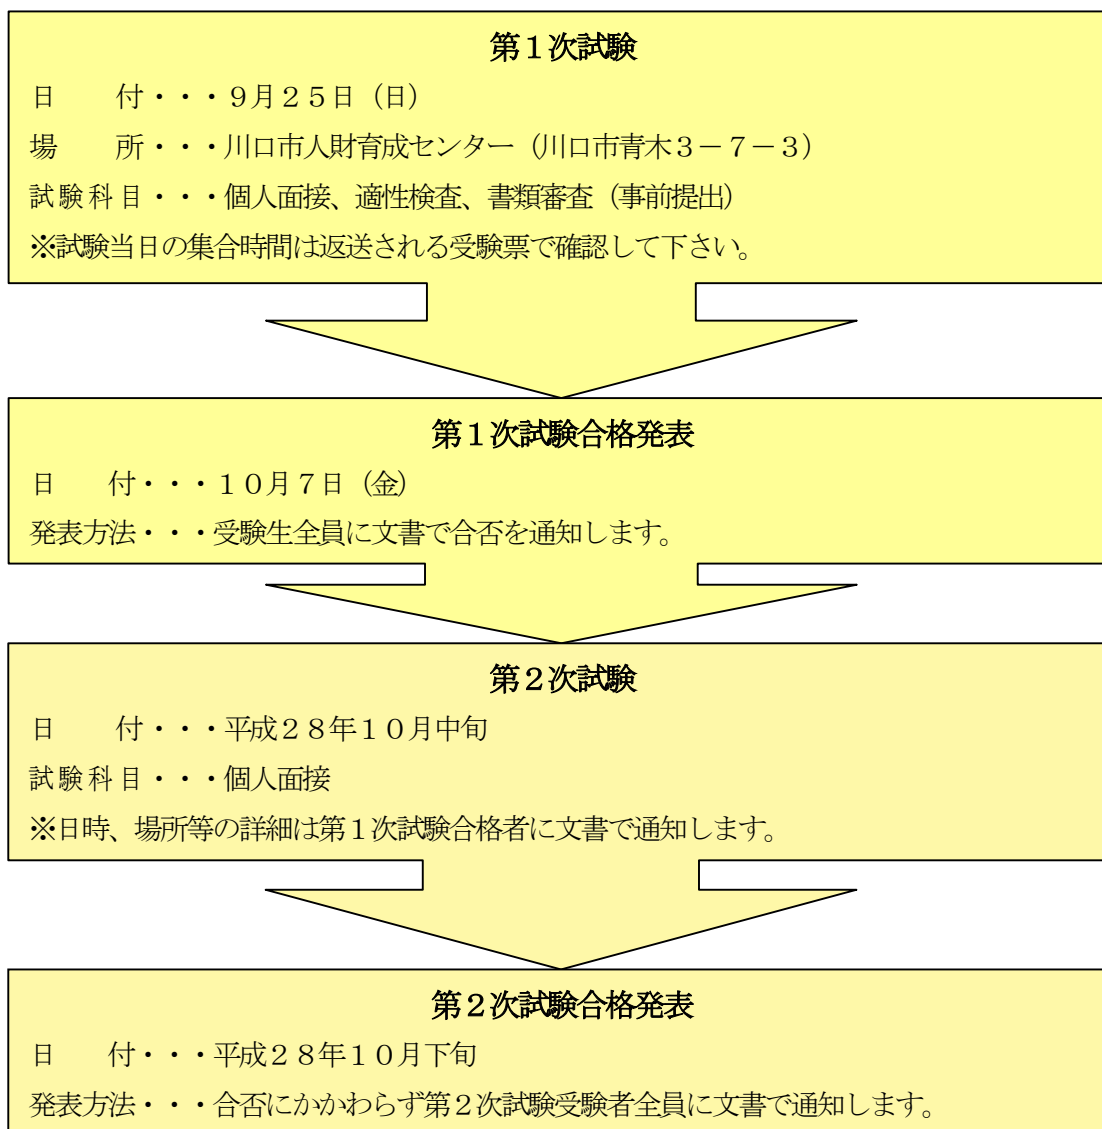 第１次試験
日　　付・・・９月２５日（日）
場　　所・・・川口市人財育成センター（川口市青木３－７－３）
試験科目・・・個人面接、適性検査、書類審査（事前提出）
※試験当日の集合時間は返送される受験票で確認して下さい。
第１次試験合格発表
日　　付・・・１０月７日（金）
発表方法・・・受験生全員に文書で合否を通知します。
第２次試験
日　　付・・・平成２８年１０月中旬
試験科目・・・個人面接
※日時、場所等の詳細は第１次試験合格者に文書で通知します。
第２次試験合格発表
日　　付・・・平成２８年１０月下旬
発表方法・・・合否にかかわらず第２次試験受験者全員に文書で通知します。